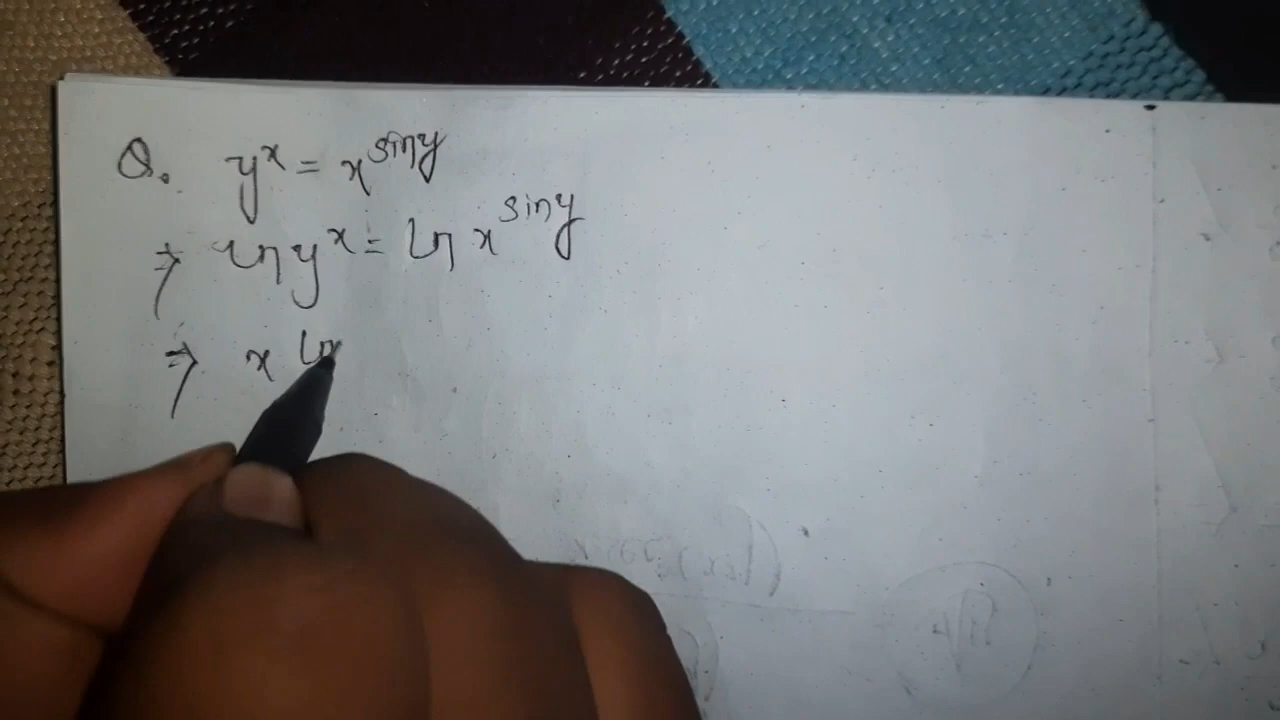 Q. y^x = x^siny
⇒ ln y^x = ln x^siny
⇒ x ln